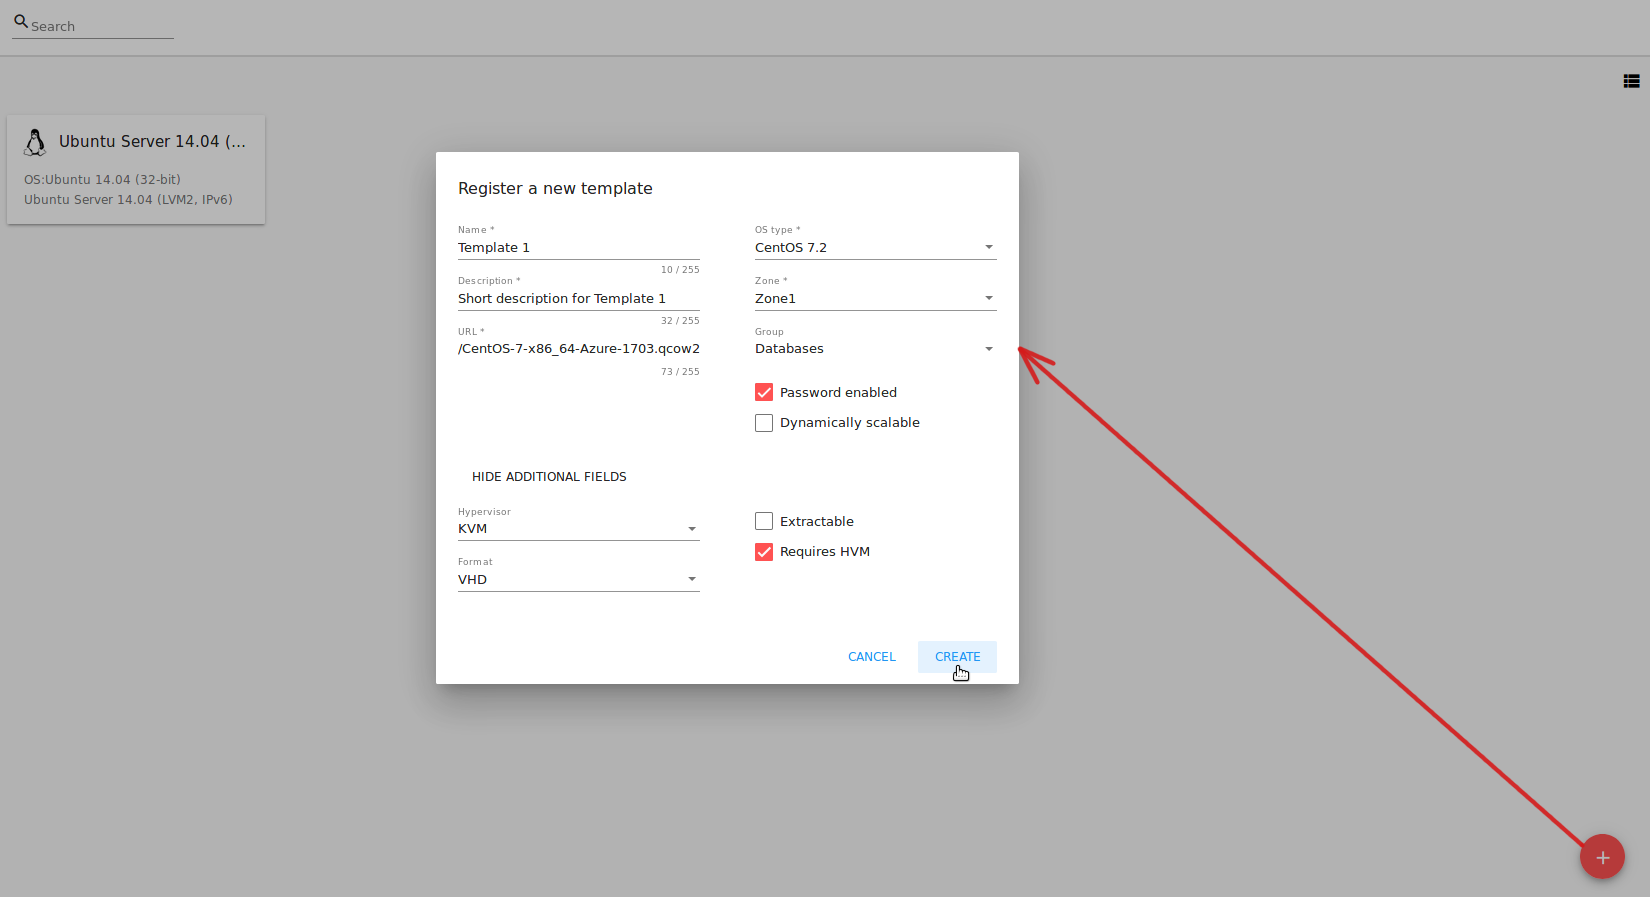 Search
Ubuntu Server 14.04 (...
OS:Ubuntu 14.04 (32-bit)
Ubuntu Server 14.04 (LVM2, IPv6)
Register a new template
Name *
Template 1
10 / 255
Description *
Short description for Template 1
32 / 255
URL *
/CentOS-7-x86_64-Azure-1703.qcow2
73 / 255
OS type *
CentOS 7.2
Zone *
Zone1
Group
Databases
Password enabled
Dynamically scalable
HIDE ADDITIONAL FIELDS
Hypervisor
KVM
Format
VHD
Extractable
Requires HVM
CANCEL
CREATE